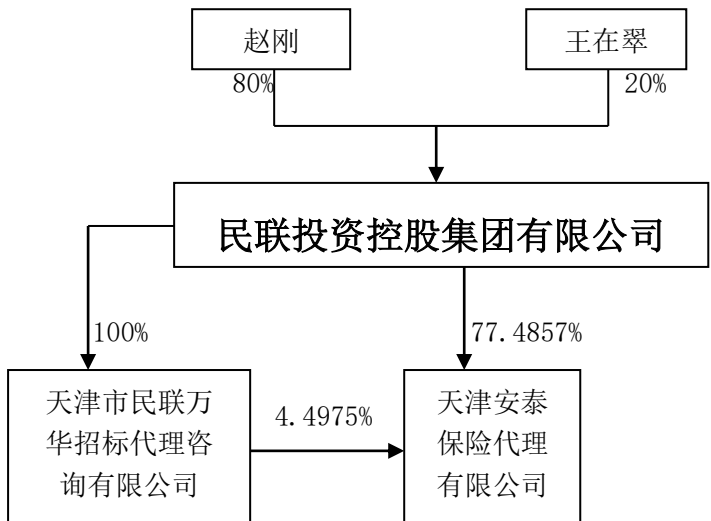 赵刚
王在翠
80%
20%
民联投资控股集团有限公司
100%
77.4857%
天津市民联万
华招标代理咨
询有限公司
4.4975%
天津安泰
保险代理
有限公司